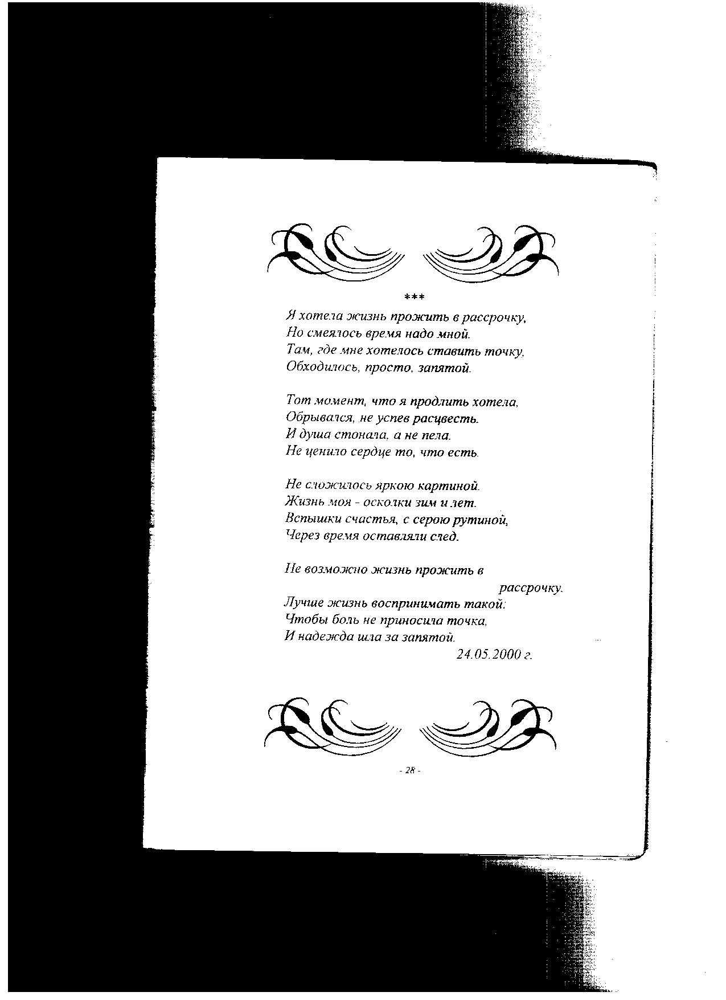 ***
Я хотела жизнь прожить в рассрочку,
Но смеялось время надо мной.
Там, где мне хотелось ставить точку,
Обходилось, просто, запятой.
Тот момент, что я продлить хотела,
Обрывался, не успев расцвесть.
И душа стонала, а не пела.
Не ценило сердце то, что есть.
Не сложилось яркою картиной.
Жизнь моя - осколки зим и лет.
Вспышки счастья, с серою рутиной,
Через время оставляли след.
Не возможно жизнь прожить в
рассрочку.
Лучше жизнь воспринимать такой:
Чтобы боль не приносила точка,
И надежда шла за запятой.
24.05.2000 г.
- 28 -